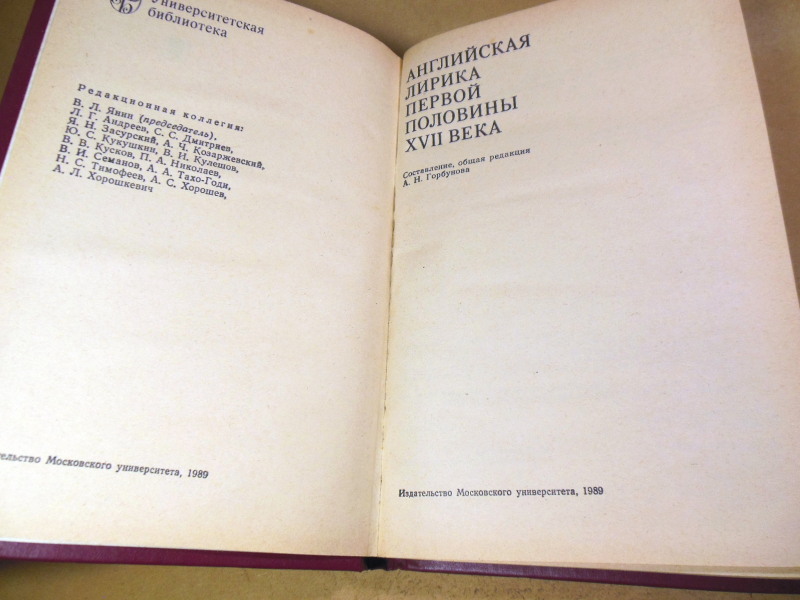 Университетская
библиотека
Редакционная коллегия:
В. Л. Янин (председатель),
Л. Г. Андреев, С. С. Дмитриев,
Я. Н. Засурский, А. Ч. Козаржевский,
Ю. С. Кукушкин, В. И. Кулешов,
В. В. Кусков, П. А. Николаев,
В. И. Семанов, А. А. Тахо-Годи,
Н. С. Тимофеев, А. С. Хорошев,
А. Л. Хорошкевич
тельство Московского университета, 1989
АНГЛИЙСКАЯ
ЛИРИКА
ПЕРВОЙ
ПОЛОВИНЫ
XVII ВЕКА
Составление, общая редакция
А. Н. Горбунова
Издательство Московского университета, 1989